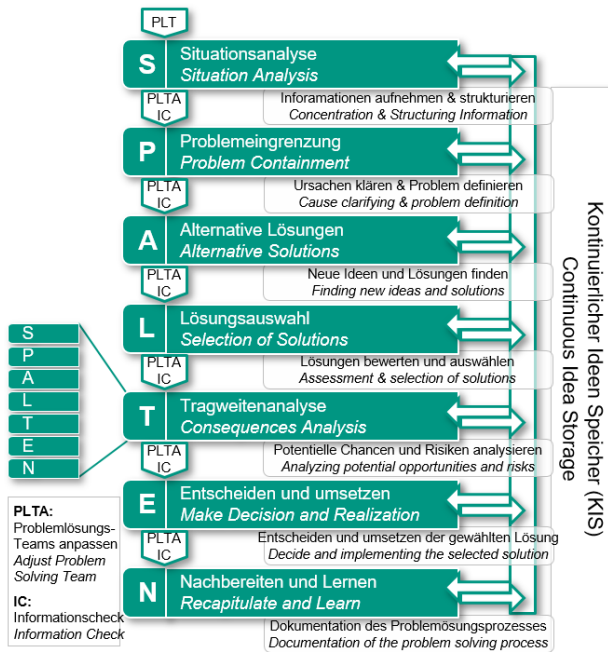 PLT
S
Situationsanalyse
Situation Analysis
PLTA
IC
Inforamationen aufnehmen & strukturieren
Concentration & Structuring Information
P
Problemeingrenzung
Problem Containment
PLTA
IC
Ursachen klären & Problem definieren
Cause clarifying & problem definition
A
Alternative Lösungen
Alternative Solutions
PLTA
IC
Neue Ideen und Lösungen finden
Finding new ideas and solutions
L
Lösungsauswahl
Selection of Solutions
PLTA
IC
Lösungen bewerten und auswählen
Assessment & selection of solutions
T
Tragweitenanalyse
Consequences Analysis
PLTA
IC
Potentielle Chancen und Risiken analysieren
Analyzing potential opportunities and risks
E
Entscheiden und umsetzen
Make Decision and Realization
PLTA
IC
Entscheiden und umsetzen der gewählten Lösung
Decide and implementing the selected solution
N
Nachbereiten und Lernen
Recapitulate and Learn
Dokumentation des Problemösungsprozesses
Documentation of the problem solving process
Kontinuierlicher Ideen Speicher (KIS)
Continuous Idea Storage
S
P
A
L
T
E
N
PLTA:
Problemlösungs-
Teams anpassen
Adjust Problem
Solving Team
IC:
Informationscheck
Information Check